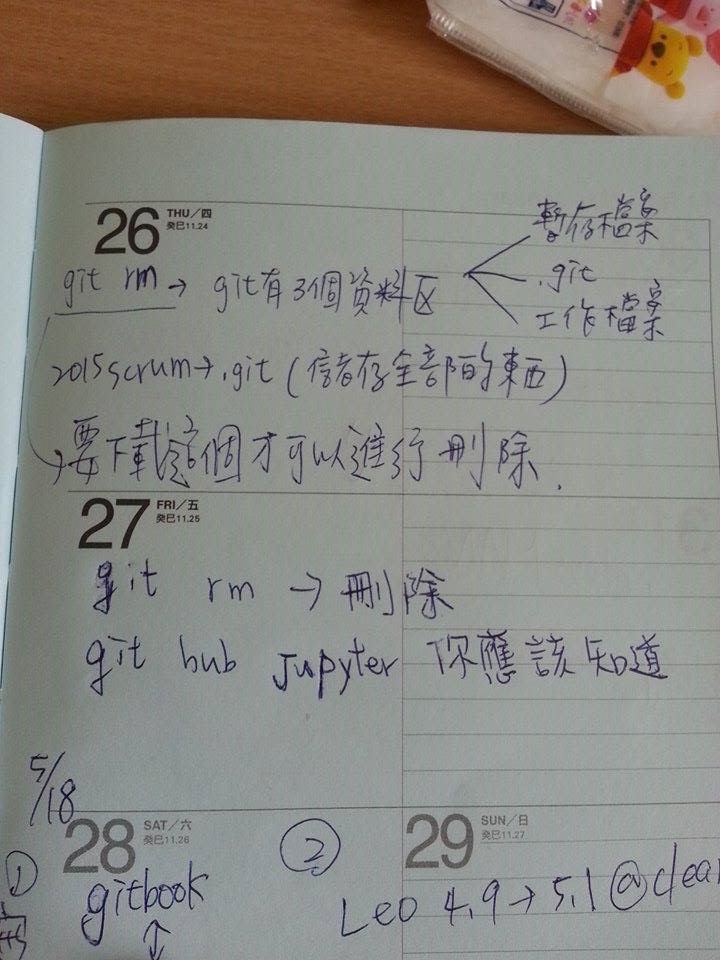 26 THU／四
癸巳11.24
暫存檔案
git rm → git有3個資料区
.git
工作檔案
2015scrum→.git (儲存全部的東西)
→要下載這個才可以進行刪除.
27 FRI／五
癸巳11.25
git rm → 刪除
git hub Jupyter 你應該知道
5/18
28 SAT／六
癸巳11.26
②
29 SUN／日
癸巳11.27
①
gitbook
Leo 4.9→5.1@clear